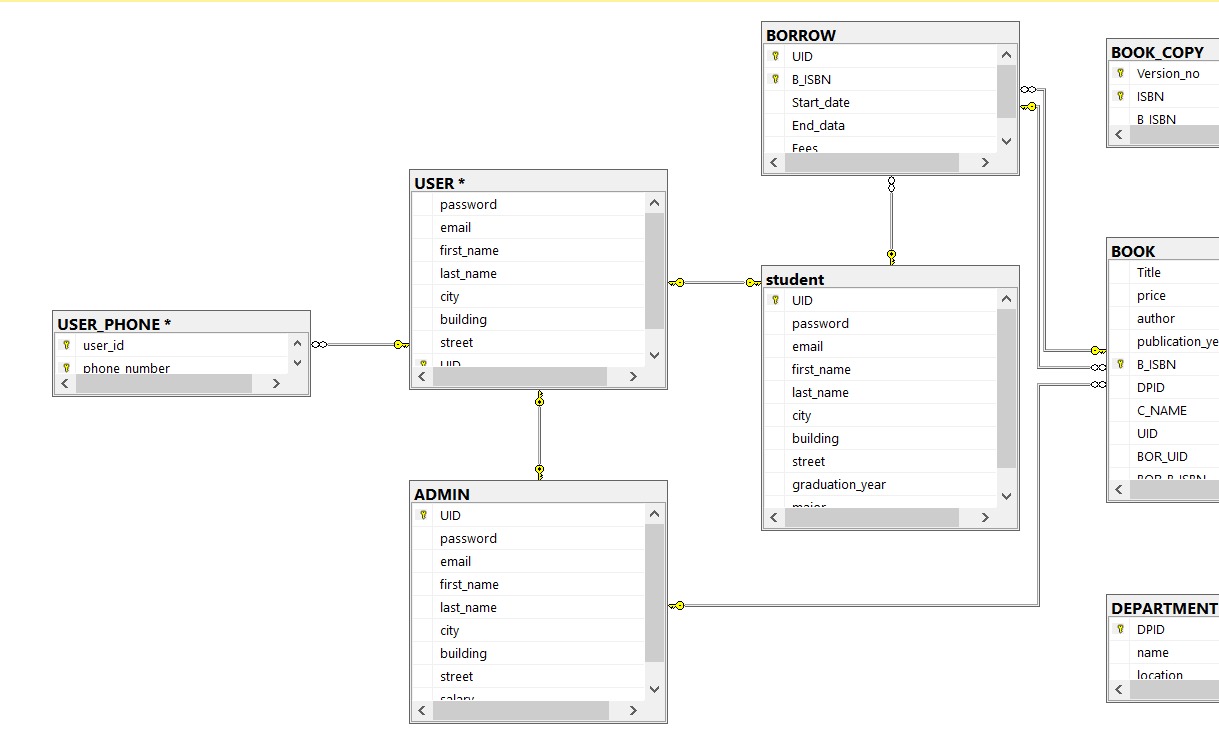 BORROW
UID
B_ISBN
Start_date
End_data
Fees
BOOK_COPY
Version_no
ISBN
B_ISBN
USER *
password
email
first_name
last_name
city
building
street
UID
USER_PHONE *
user_id
phone_number
student
UID
password
email
first_name
last_name
city
building
street
graduation_year
major
BOOK
Title
price
author
publication_ye
B_ISBN
DPID
C_NAME
UID
BOR_UID
BOR_B_ISBN
ADMIN
UID
password
email
first_name
last_name
city
building
street
salary
DEPARTMENT
DPID
name
location